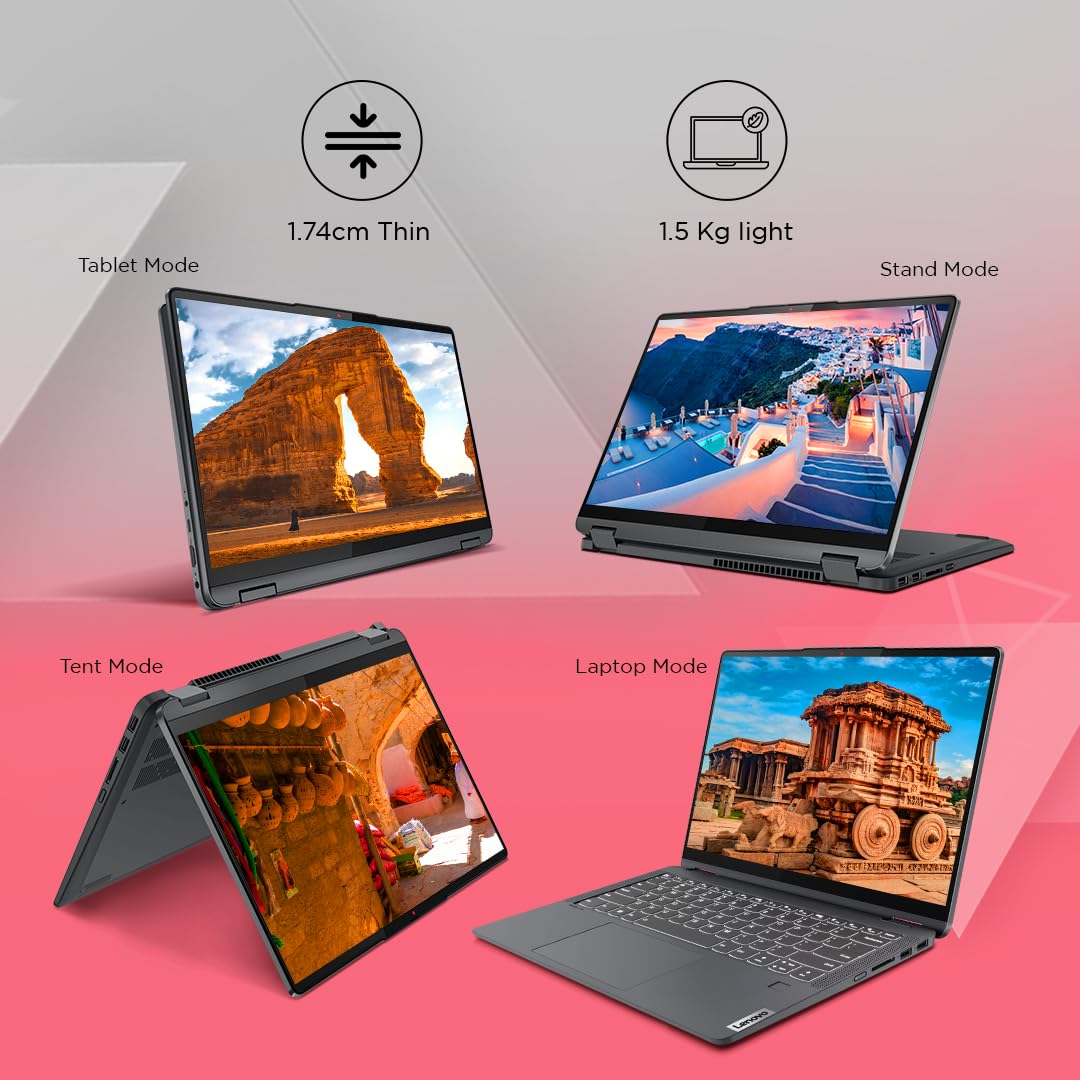 1.74cm Thin
1.5 Kg light
Tablet Mode
Stand Mode
Tent Mode
Laptop Mode
Lenovo